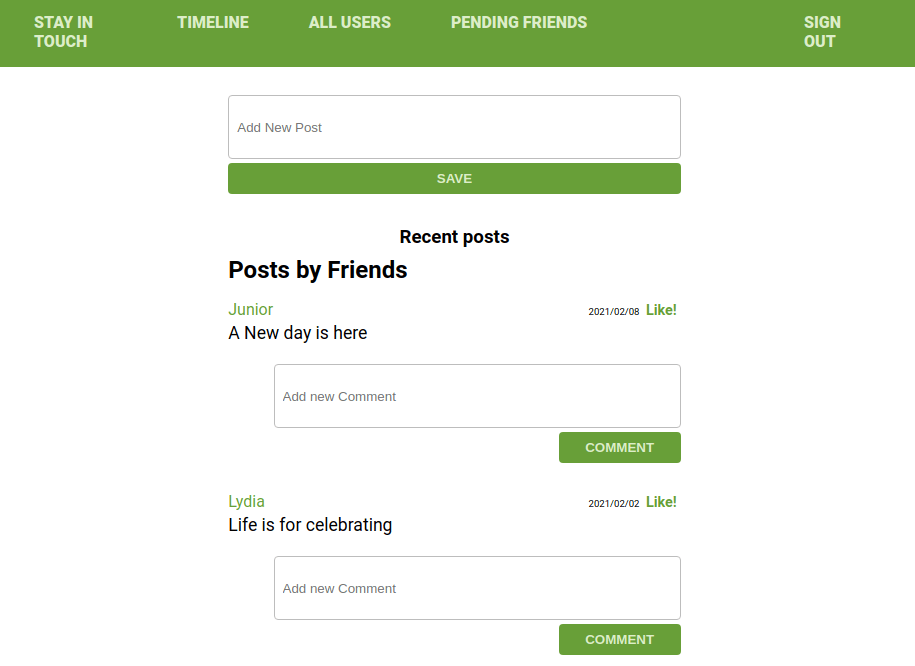 STAY IN TOUCH TIMELINE ALL USERS PENDING FRIENDS SIGN OUT
Add New Post
SAVE
Recent posts
Posts by Friends
Junior 2021/02/08 Like!
A New day is here
Add new Comment
COMMENT
Lydia 2021/02/02 Like!
Life is for celebrating
Add new Comment
COMMENT